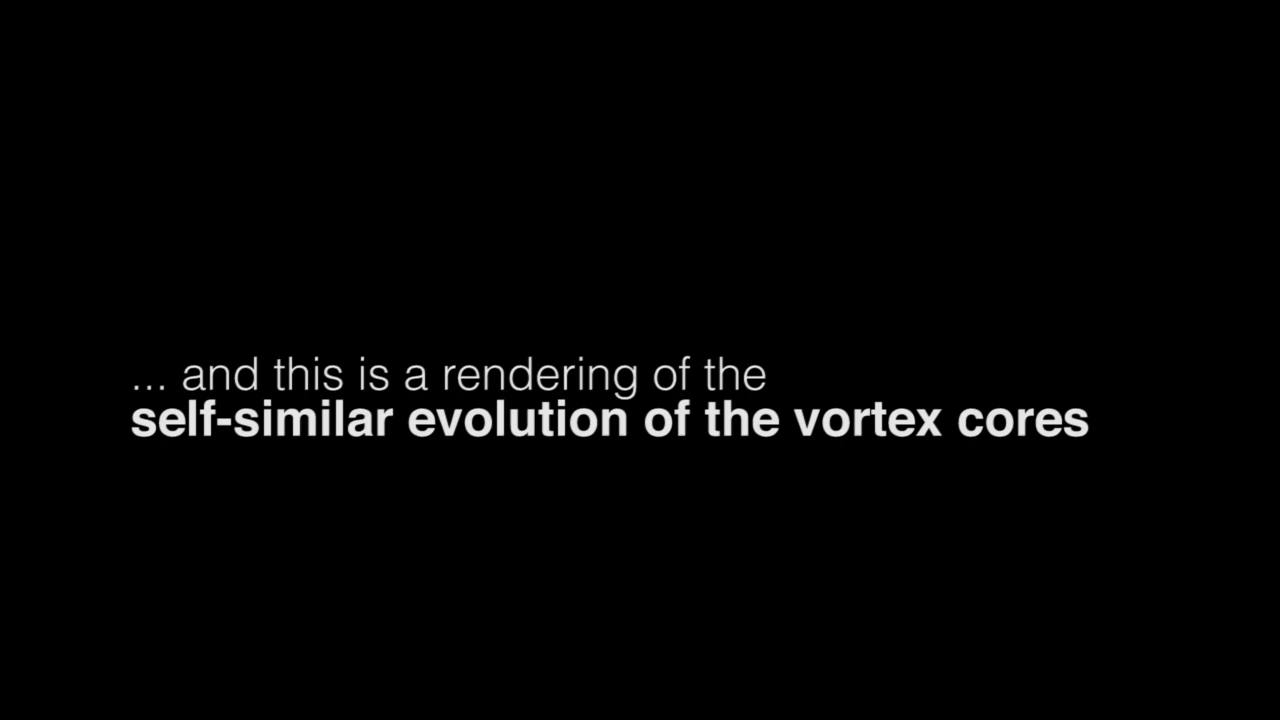 ... and this is a rendering of the
self-similar evolution of the vortex cores